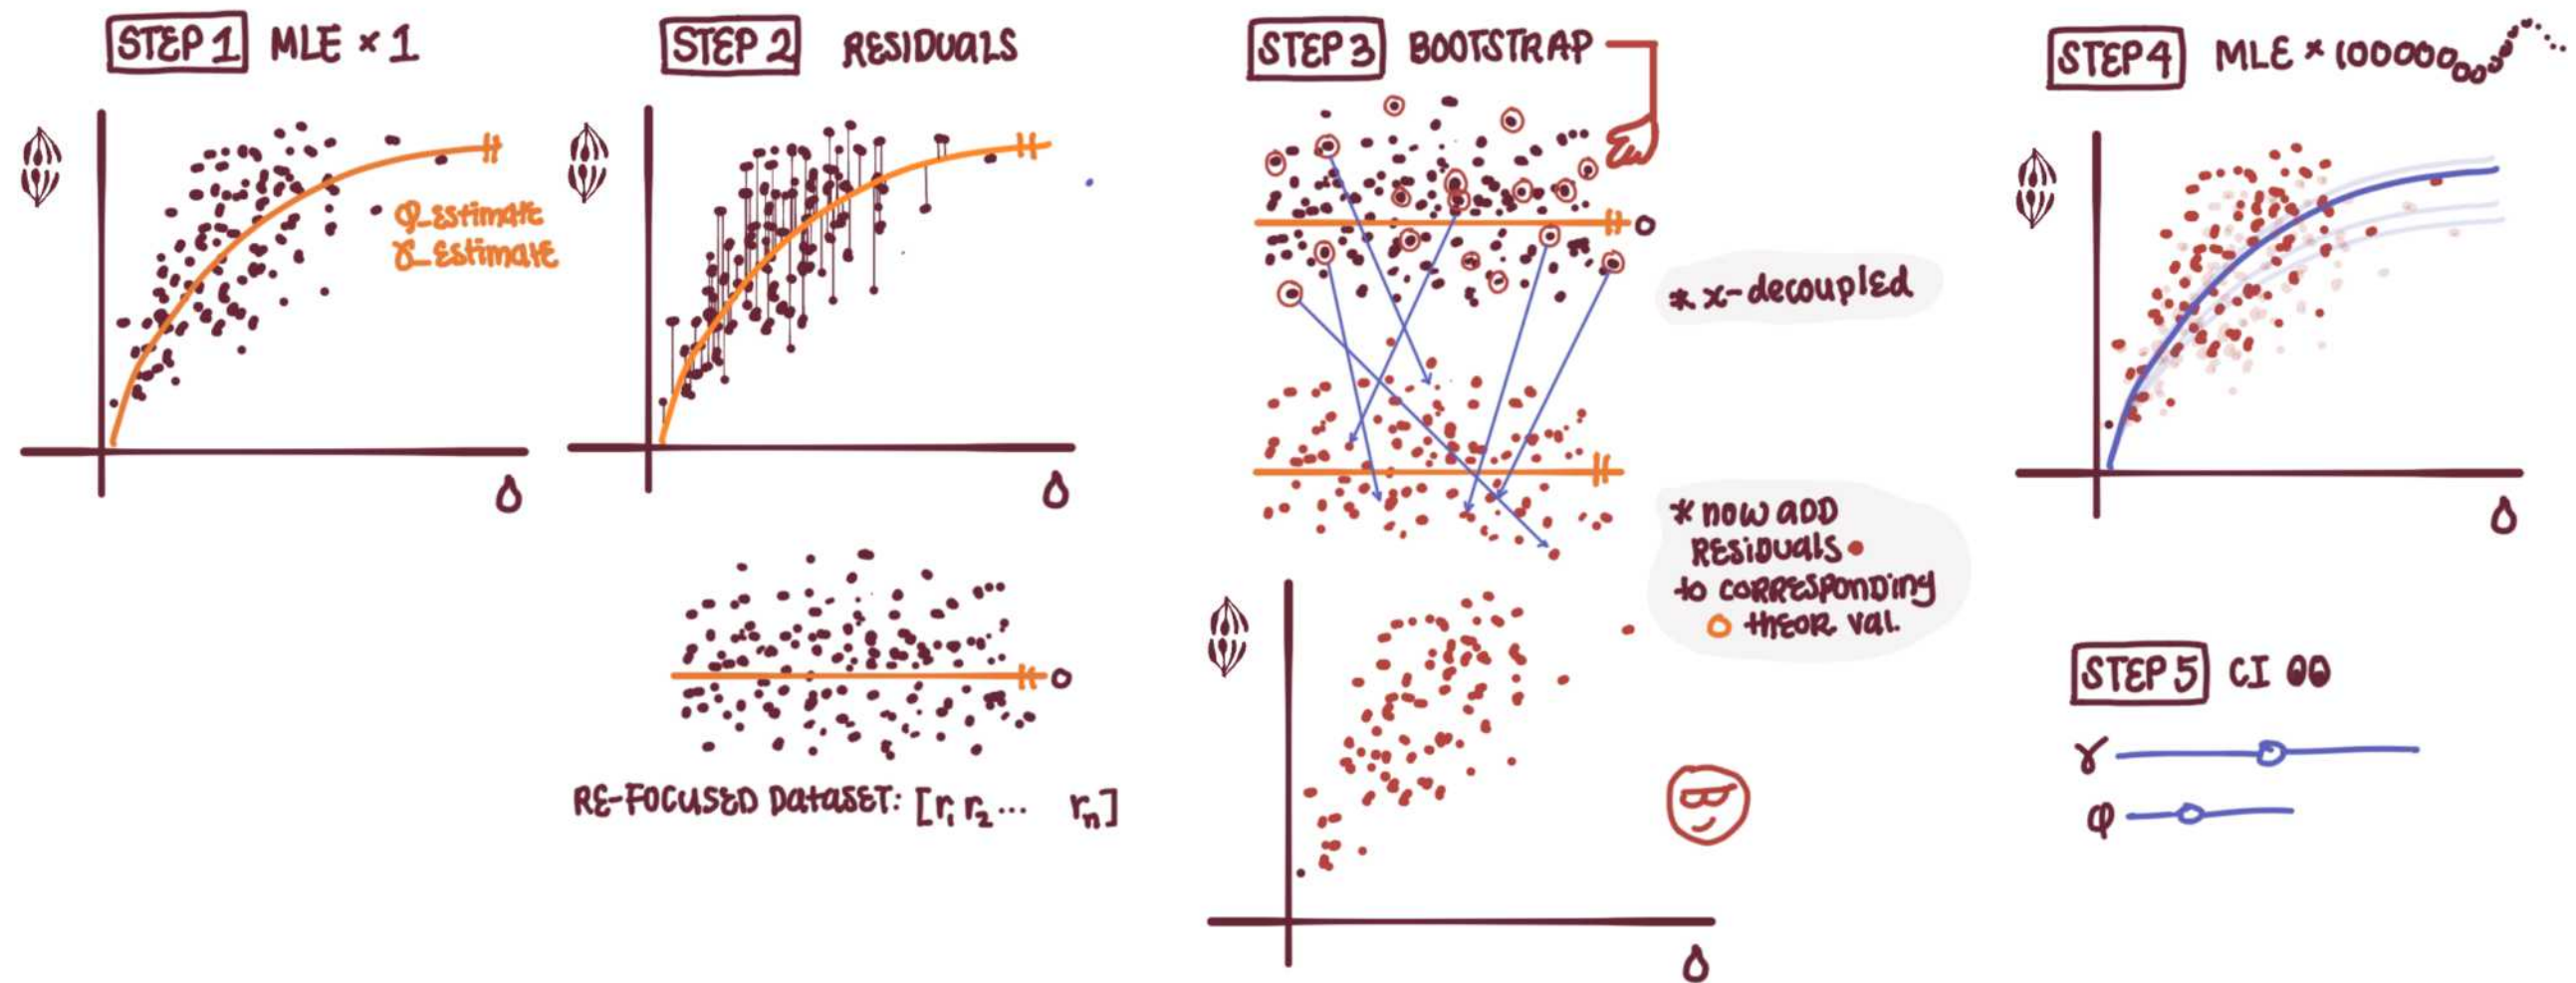 STEP 1 MLE × 1
φ_estimate
γ_estimate
STEP 2 RESIDUALS
RE-FOCUSED DATASET: [r₁ r₂ ... rₙ]
STEP 3 BOOTSTRAP
0
0
* x-decoupled
* now add
residuals
to corresponding
theor val.
STEP 4 MLE × 100000000
STEP 5 CI
γ
φ